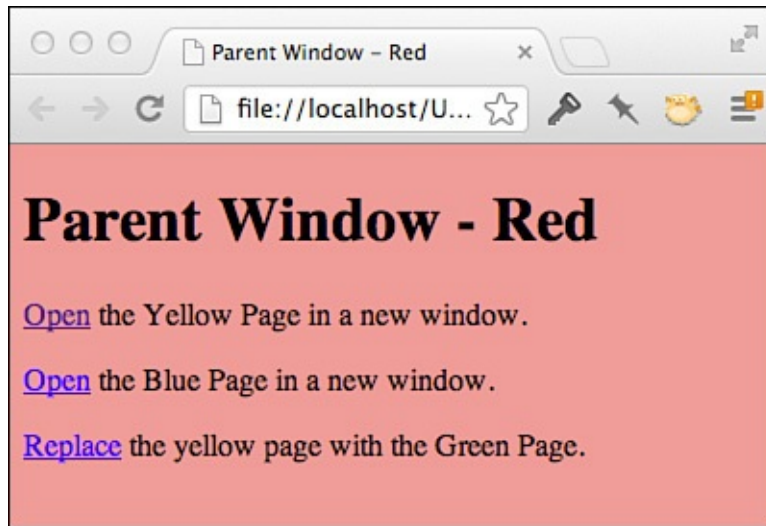 Parent Window – Red
file://localhost/U...
Parent Window - Red
Open the Yellow Page in a new window.
Open the Blue Page in a new window.
Replace the yellow page with the Green Page.